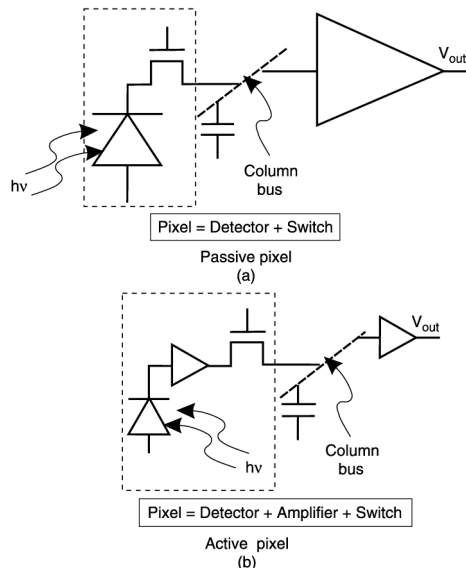 V_out
hν
Column
bus
Pixel = Detector + Switch
Passive pixel
(a)
V_out
hν
Column
bus
Pixel = Detector + Amplifier + Switch
Active pixel
(b)